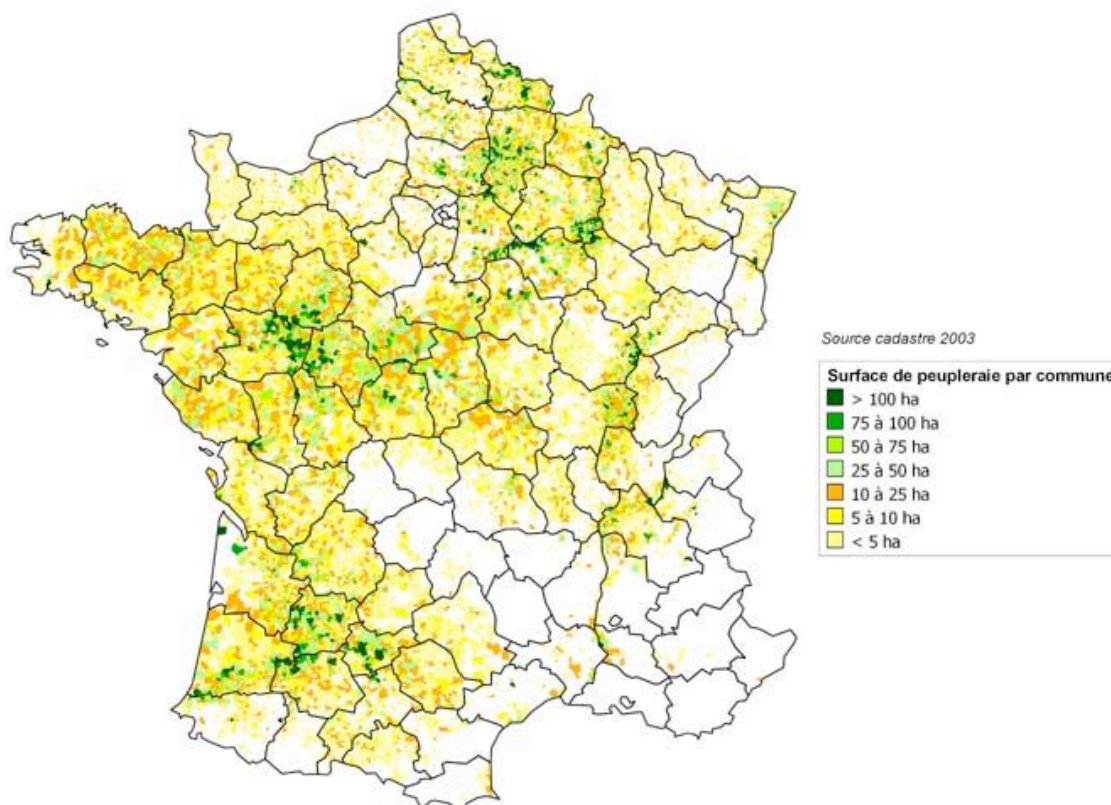 Source cadastre 2003
Surface de peupleraie par commune
> 100 ha
75 à 100 ha
50 à 75 ha
25 à 50 ha
10 à 25 ha
5 à 10 ha
< 5 ha